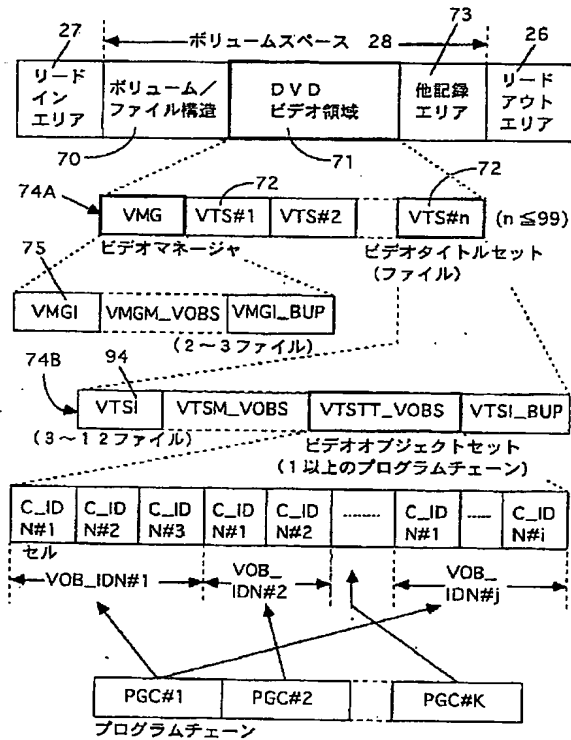 27
ボリュームスペース 28
73
26
リード
イン
エリア
ボリューム/
ファイル構造
DVD
ビデオ領域
他記録
エリア
リード
アウト
エリア
70
71
74A
72
72
VMG
VTS#1
VTS#2
VTS#n
(n≦99)
ビデオマネージャ
ビデオタイトルセット
(ファイル)
75
VMGI
VMGM_VOBS
VMGI_BUP
(2~3ファイル)
74B
94
VTSI
VTSM_VOBS
VTSTT_VOBS
VTSI_BUP
(3~12ファイル)
ビデオオブジェクトセット
(1以上のプログラムチェーン)
C_ID
N#1
C_ID
N#2
C_ID
N#3
C_ID
N#1
C_ID
N#2
C_ID
N#1
C_ID
N#i
セル
VOB_IDN#1
VOB_
IDN#2
VOB_
IDN#j
PGC#1
PGC#2
PGC#K
プログラムチェーン